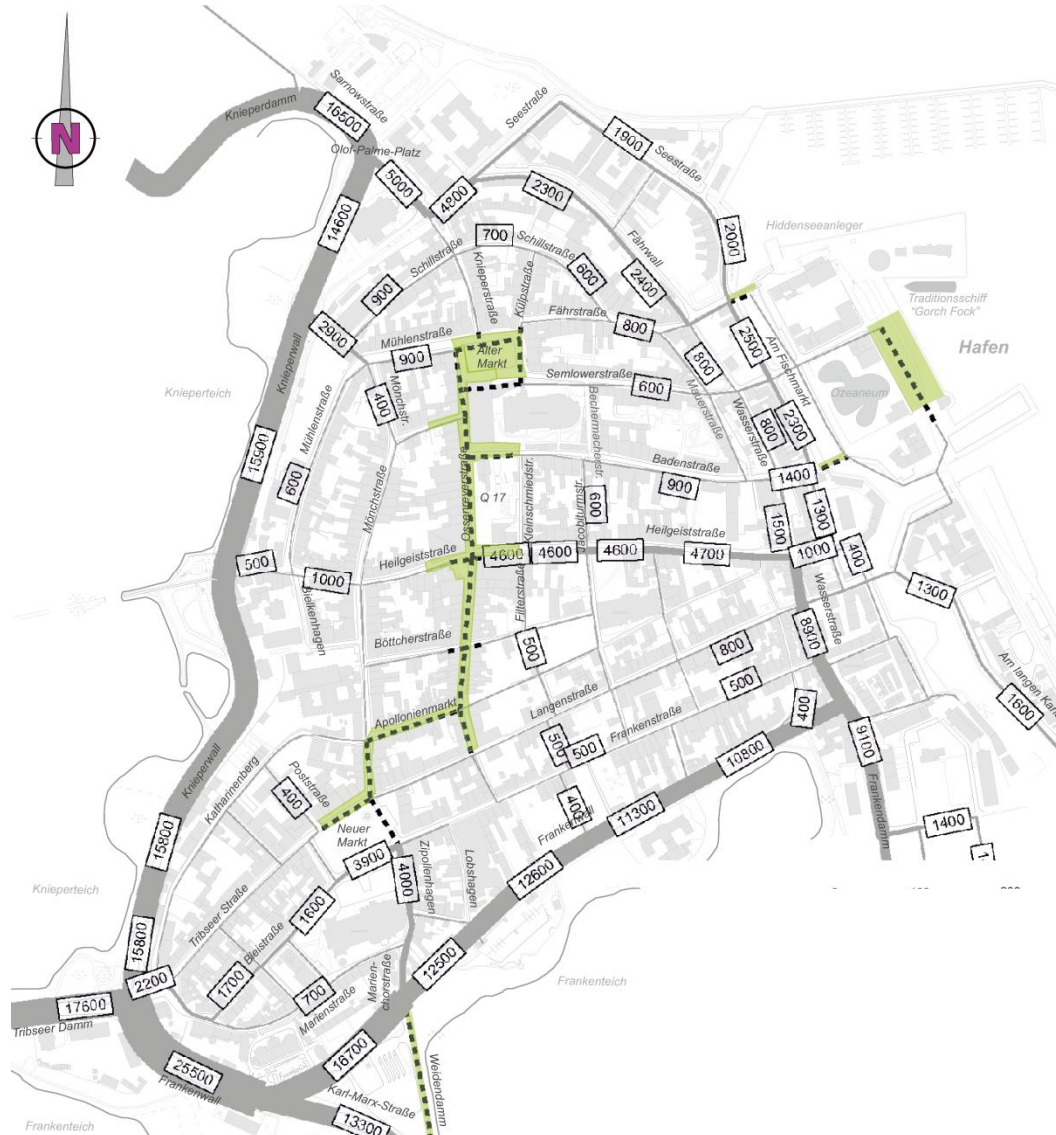 Sarnowstraße
Knieperdamm
16500
Olof-Palme-Platz
5000
4800
Seestraße
1900
Seestraße
N
14600
2300
2000
Hiddenseeanleger
700
Schillstraße
Schillstraße
Fährwall
600
2400
900
Knieperstraße
Külpstraße
Traditionsschiff
"Gorch Fock"
2900
Mühlenstraße
Fährstraße
800
2500
Am Fischmarkt
Hafen
900
Alter
Markt
Knieperwall
Knieperteich
Mönchstr.
400
Semlowerstraße
600
800
Mauerstraße
Ozeaneum
Mühlenstraße
Bechermacherstr.
Wasserstraße
800
2300
15900
600
Mönchstraße
Ossenreyerstraße
Badenstraße
900
1400
Q 17
Kleinschmiedstr.
Jacobiturmstr.
600
Heilgeiststraße
1500
1300
500
1000
Heilgeiststraße
4600
4600
4600
4700
1000
400
Bielkenhagen
Filterstraße
Wasserstraße
1300
Böttcherstraße
500
800
8900
Langenstraße
500
Am langen Kanal
Apollonienmarkt
Frankenstraße
400
1600
Knieperwall
Katharinenberg
Poststraße
500
500
10800
9100
400
400
Frankenwall
11300
Frankendamm
Neuer
Markt
3900
4000
Zipollenhagen
Lobshagen
12600
1400
15800
Knieperteich
Tribseer Straße
1600
Bleistraße
15800
2200
1700
700
Marienstraße
Marien-
chorstraße
12500
Frankenteich
17600
Tribseer Damm
16700
Weidendamm
25500
Frankenwall
Karl-Marx-Straße
13300
Frankenteich